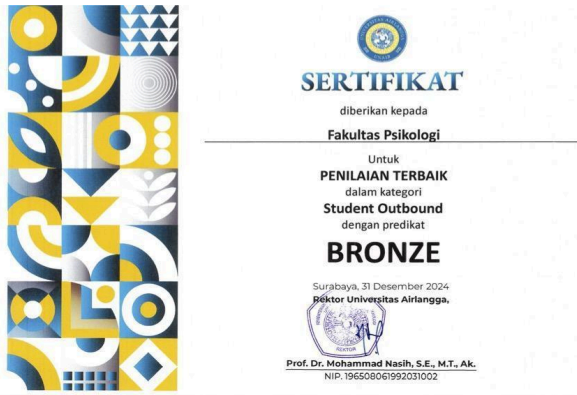 SERTIFIKAT
diberikan kepada
Fakultas Psikologi
Untuk
PENILAIAN TERBAIK
dalam kategori
Student Outbound
dengan predikat
BRONZE
Surabaya, 31 Desember 2024
Rektor Universitas Airlangga,
REKTOR
Prof. Dr. Mohammad Nasih, S.E., M.T., Ak.
NIP. 196508061992031002